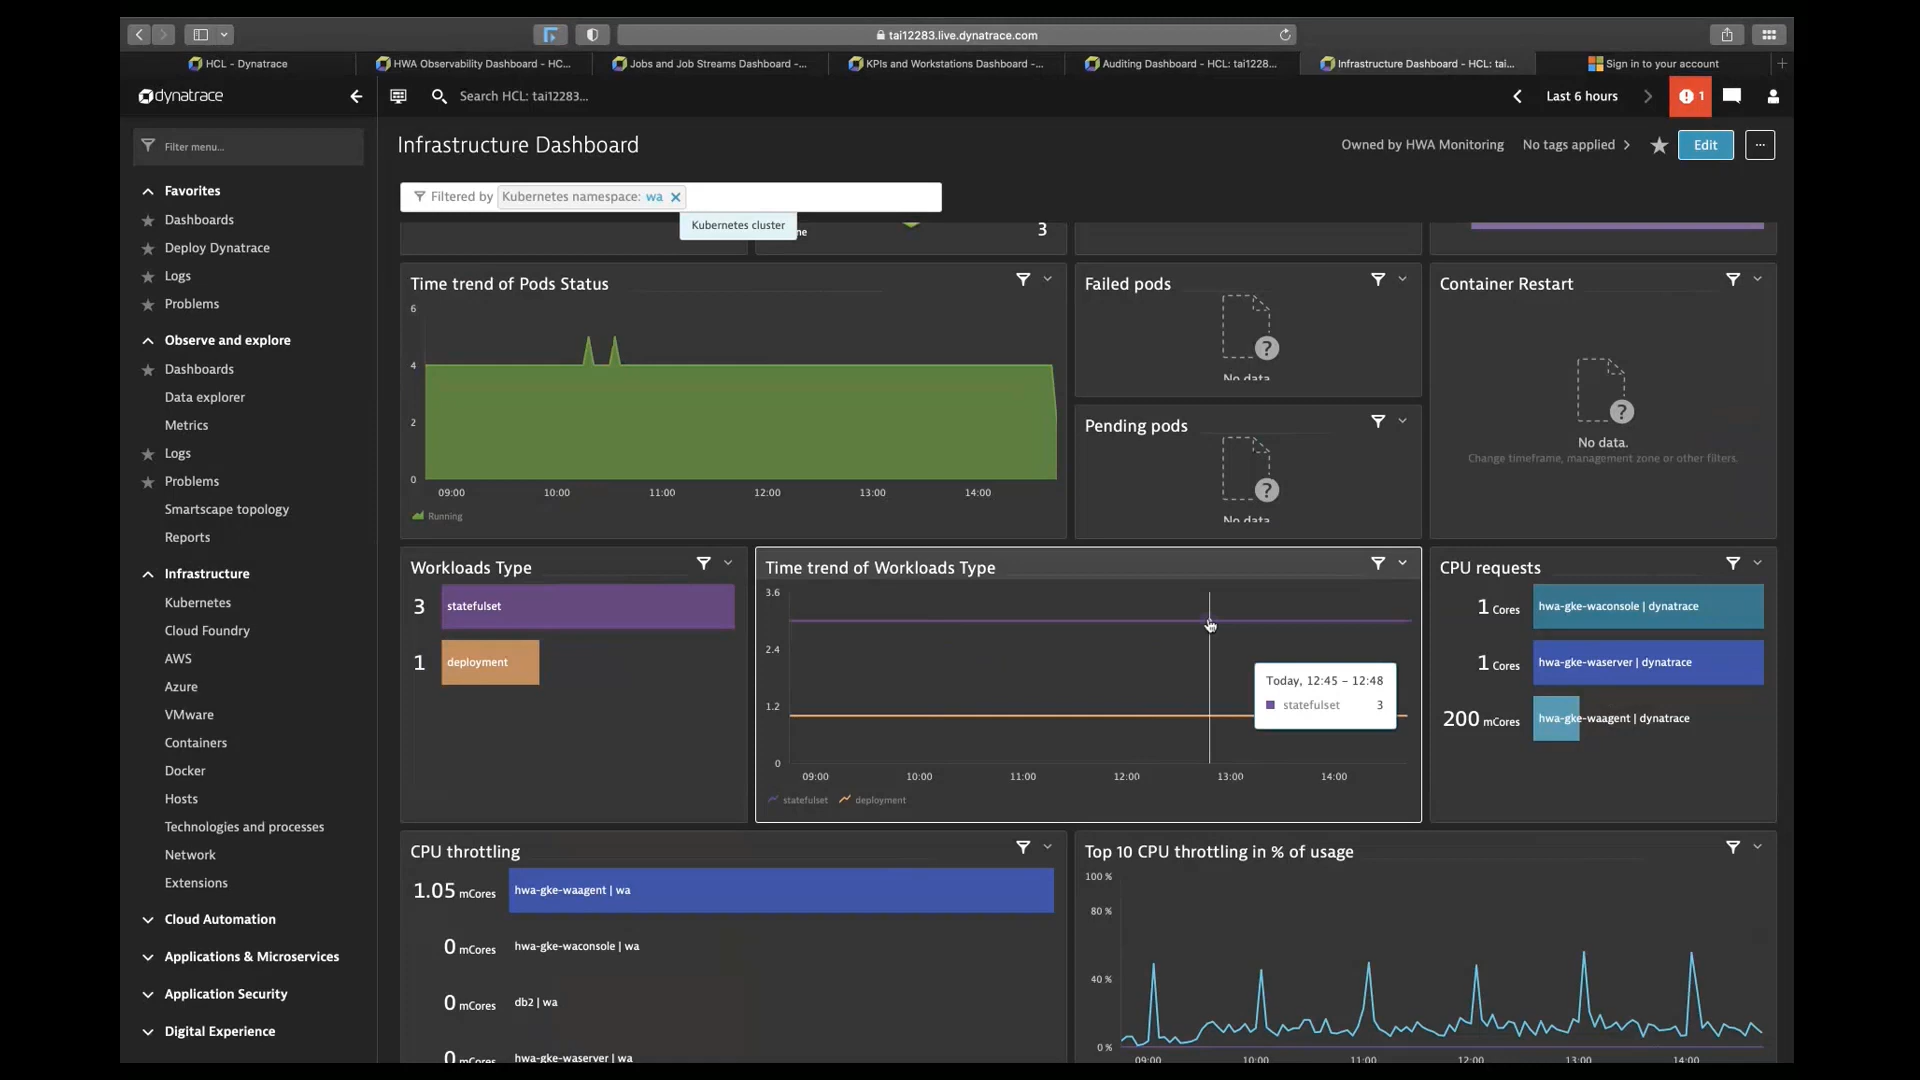 tai12283.live.dynatrace.com
HCL - Dynatrace
HWA Observability Dashboard - HC...
Jobs and Job Streams Dashboard -...
KPIs and Workstations Dashboard -...
Auditing Dashboard - HCL: tai1228...
Infrastructure Dashboard - HCL: tai...
Sign in to your account
dynatrace
Search HCL: tai12283...
Last 6 hours
1
Filter menu...
Favorites
Dashboards
Deploy Dynatrace
Logs
Problems
Observe and explore
Dashboards
Data explorer
Metrics
Logs
Problems
Smartscape topology
Reports
Infrastructure
Kubernetes
Cloud Foundry
AWS
Azure
VMware
Containers
Docker
Hosts
Technologies and processes
Network
Extensions
Cloud Automation
Applications & Microservices
Application Security
Digital Experience
Infrastructure Dashboard
Owned by HWA Monitoring
No tags applied
Edit
...
Filtered by Kubernetes namespace: wa
Kubernetes cluster
3
Time trend of Pods Status
6
4
2
0
09:00 10:00 11:00 12:00 13:00 14:00
Running
Failed pods
No data
Pending pods
No data
Container Restart
No data.
Change timeframe, management zone or other filters.
Workloads Type
3 statefulset
1 deployment
Time trend of Workloads Type
3.6
2.4
1.2
0
Today, 12:45 – 12:48
statefulset 3
09:00 10:00 11:00 12:00 13:00 14:00
statefulset deployment
CPU requests
1 Cores hwa-gke-waconsole | dynatrace
1 Cores hwa-gke-waserver | dynatrace
200 mCores hwa-gke-waagent | dynatrace
CPU throttling
1.05 mCores hwa-gke-waagent | wa
0 mCores hwa-gke-waconsole | wa
0 mCores db2 | wa
0 mCores hwa-gke-waserver | wa
Top 10 CPU throttling in % of usage
100 %
80 %
40 %
0 %
09:00 10:00 11:00 12:00 13:00 14:00